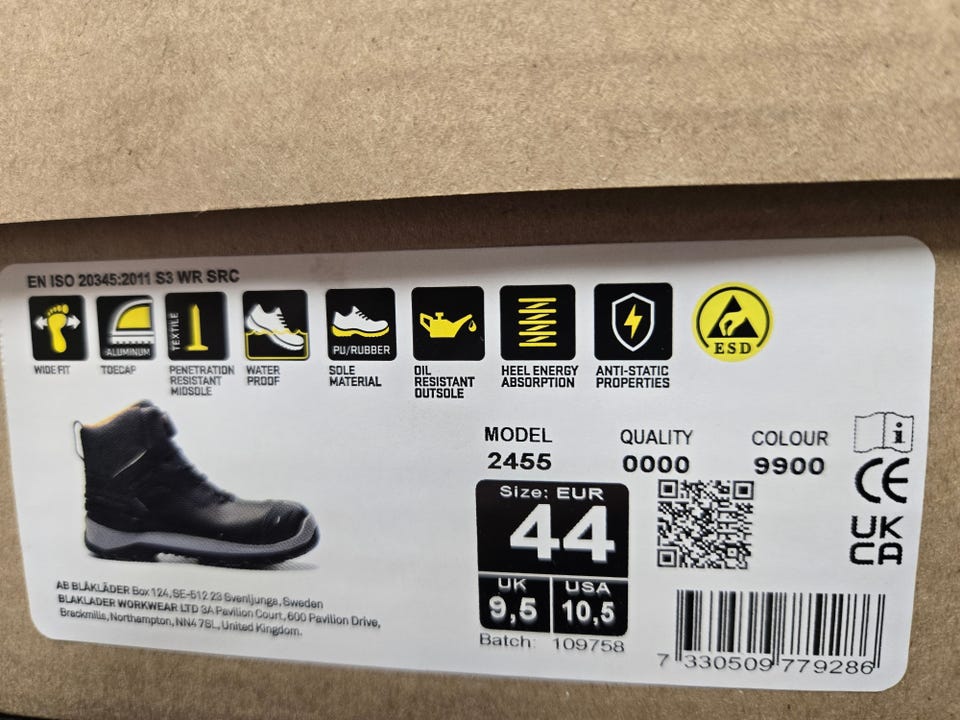 EN ISO 20345:2011 S3 WR SRC
ALUMINUM
TEXTILE
PU/RUBBER
ESD
WIDE FIT
TOECAP
PENETRATION
RESISTANT
MIDSOLE
WATER
PROOF
SOLE
MATERIAL
OIL
RESISTANT
OUTSOLE
HEEL ENERGY
ABSORPTION
ANTI-STATIC
PROPERTIES
MODEL
2455
QUALITY
0000
COLOUR
9900
i
CE
UK
CA
Size: EUR
44
UK
9,5
USA
10,5
Batch: 109758
AB BLÅKLÄDER Box 124, SE-512 23 Svenljunga, Sweden
BLAKLADER WORKWEAR LTD 3A Pavilion Court, 600 Pavilion Drive,
Brackmills, Northampton, NN4 7SL, United Kingdom.
7 330509 779286